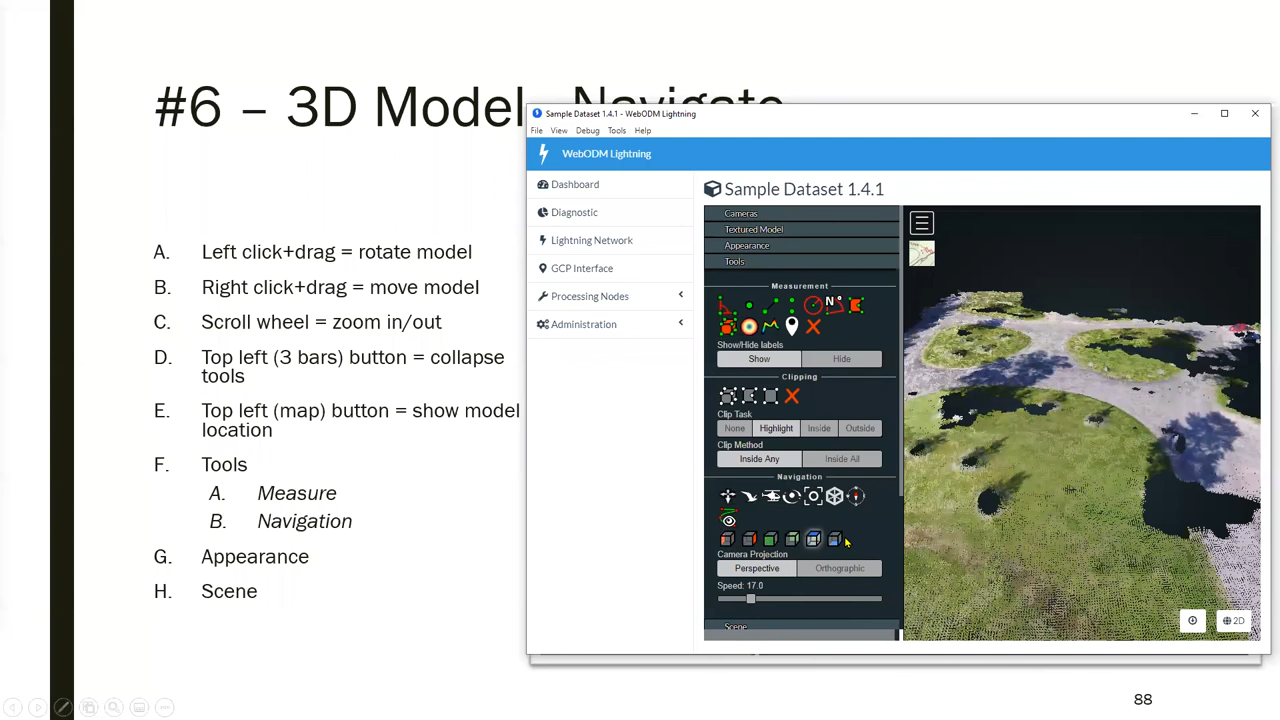 #6 – 3D Model - Navigate
A. Left click+drag = rotate model
B. Right click+drag = move model
C. Scroll wheel = zoom in/out
D. Top left (3 bars) button = collapse
tools
E. Top left (map) button = show model
location
F. Tools
A. Measure
B. Navigation
G. Appearance
H. Scene
Sample Dataset 1.4.1 - WebODM Lightning
File View Debug Tools Help
WebODM Lightning
Dashboard
Diagnostic
Lightning Network
GCP Interface
Processing Nodes
Administration
Sample Dataset 1.4.1
Cameras
Textured Model
Appearance
Tools
Measurement
N
Show/Hide labels
Show Hide
Clipping
Clip Task
None Highlight Inside Outside
Clip Method
Inside Any Inside All
Navigation
Camera Projection
Perspective Orthographic
Speed: 17.0
Scene
2D
88